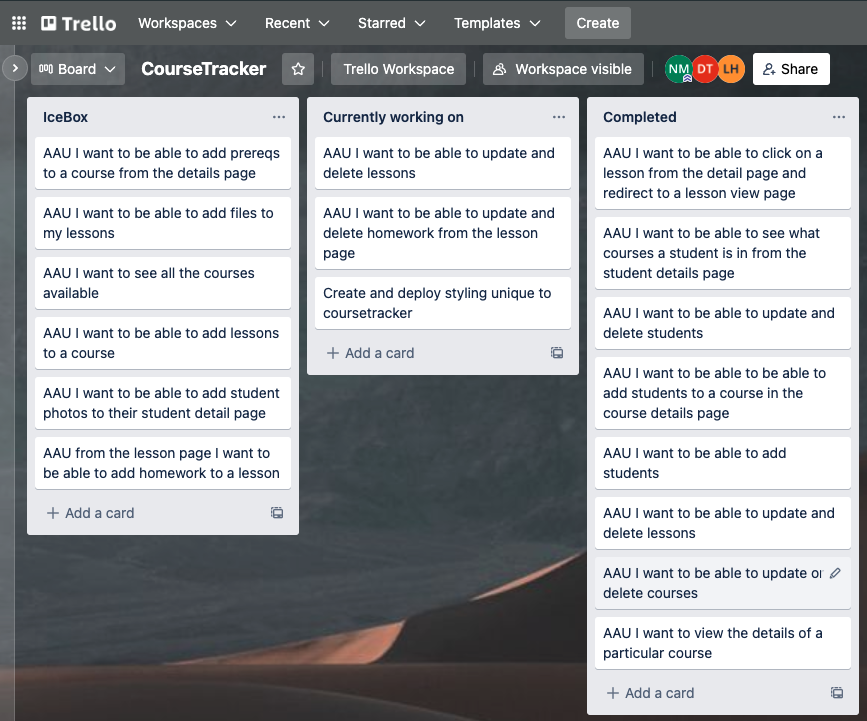 Trello
Workspaces
Recent
Starred
Templates
Create
Board
CourseTracker
Trello Workspace
Workspace visible
NM
DT
LH
Share
IceBox
AAU I want to be able to add prereqs
to a course from the details page
AAU I want to be able to add files to
my lessons
AAU I want to see all the courses
available
AAU I want to be able to add lessons
to a course
AAU I want to be able to add student
photos to their student detail page
AAU from the lesson page I want to
be able to add homework to a lesson
+ Add a card
Currently working on
AAU I want to be able to update and
delete lessons
AAU I want to be able to update and
delete homework from the lesson
page
Create and deploy styling unique to
coursetracker
+ Add a card
Completed
AAU I want to be able to click on a
lesson from the detail page and
redirect to a lesson view page
AAU I want to be able to see what
courses a student is in from the
student details page
AAU I want to be able to update and
delete students
AAU I want to be able to be able to
add students to a course in the
course details page
AAU I want to be able to add
students
AAU I want to be able to update and
delete lessons
AAU I want to be able to update or
delete courses
AAU I want to view the details of a
particular course
+ Add a card